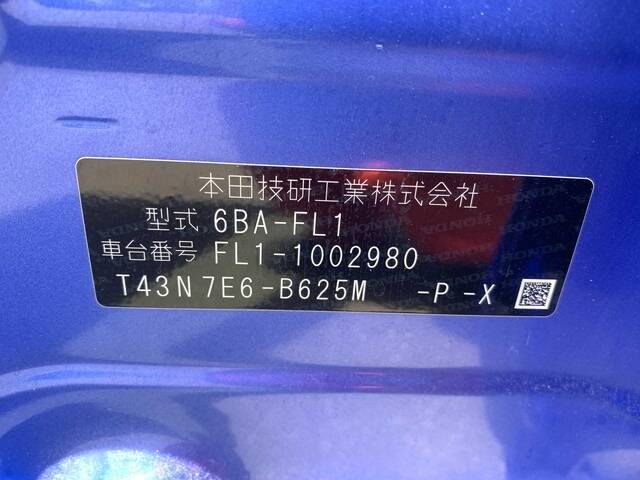 本田技研工業株式会社
型式 6BA-FL1
車台番号 FL1-1002980
T43N 7E6-B625M -P -X